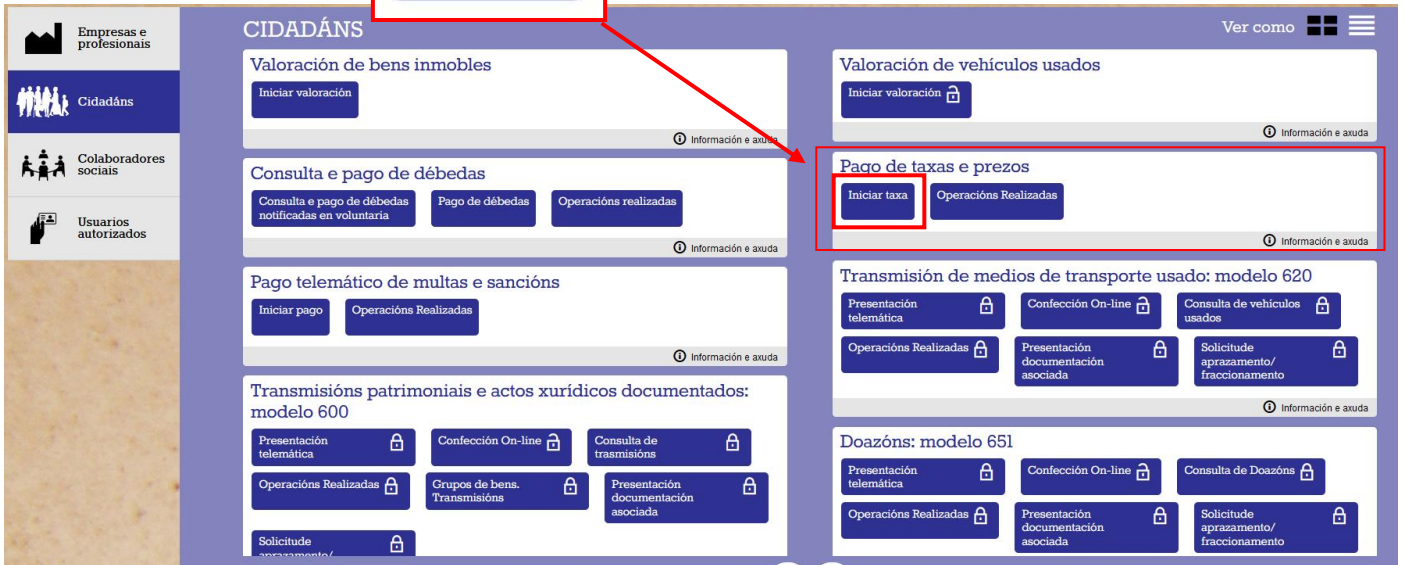 Empresas e
profesionais
Cidadáns
Colaboradores
sociais
Usuarios
autorizados
CIDADÁNS
Ver como
Valoración de bens inmobles
Iniciar valoración
Información e axuda
Consulta e pago de débedas
Consulta e pago de débedas
notificadas en voluntaria
Pago de débedas
Operacións realizadas
Información e axuda
Pago telemático de multas e sancións
Iniciar pago
Operacións Realizadas
Información e axuda
Transmisións patrimoniais e actos xurídicos documentados:
modelo 600
Presentación
telemática
Confección On-line
Consulta de
trasmisións
Operacións Realizadas
Grupos de bens.
Transmisións
Presentación
documentación
asociada
Solicitude
aprazamento/
Valoración de vehículos usados
Iniciar valoración
Información e axuda
Pago de taxas e prezos
Iniciar taxa
Operacións Realizadas
Información e axuda
Transmisión de medios de transporte usado: modelo 620
Presentación
telemática
Confección On-line
Consulta de vehículos
usados
Operacións Realizadas
Presentación
documentación
asociada
Solicitude
aprazamento/
fraccionamento
Información e axuda
Doazóns: modelo 651
Presentación
telemática
Confección On-line
Consulta de Doazóns
Operacións Realizadas
Presentación
documentación
asociada
Solicitude
aprazamento/
fraccionamento